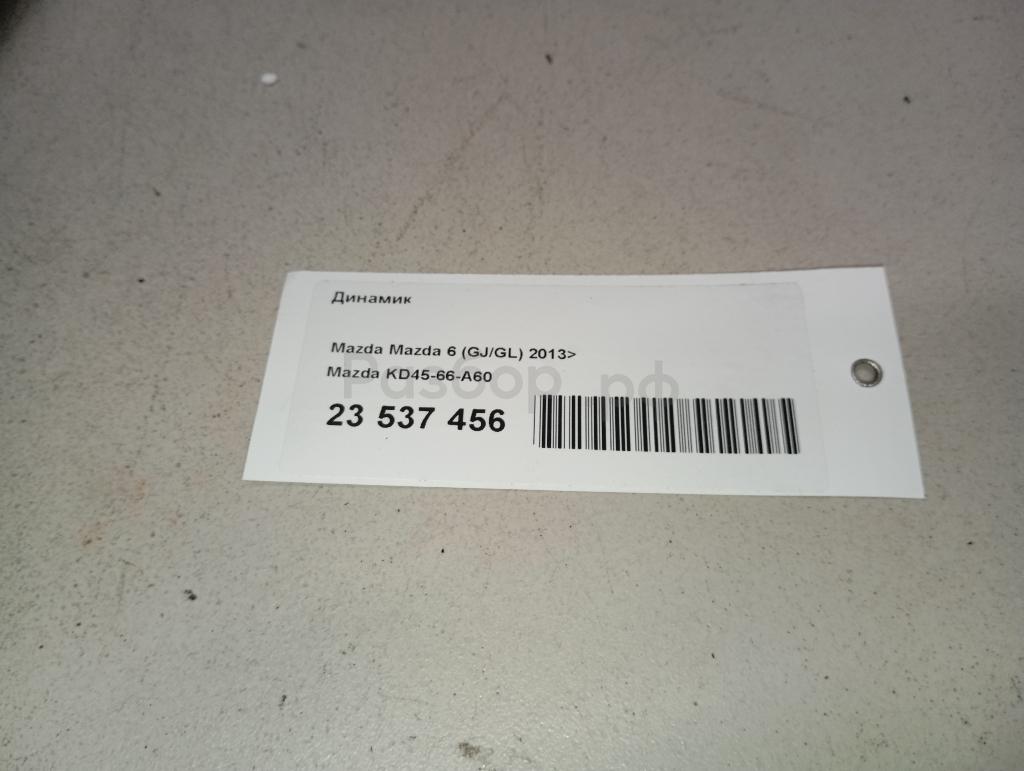 Динамик
Mazda Mazda 6 (GJ/GL) 2013>
Mazda KD45-66-A60
Разбор.рф
23 537 456